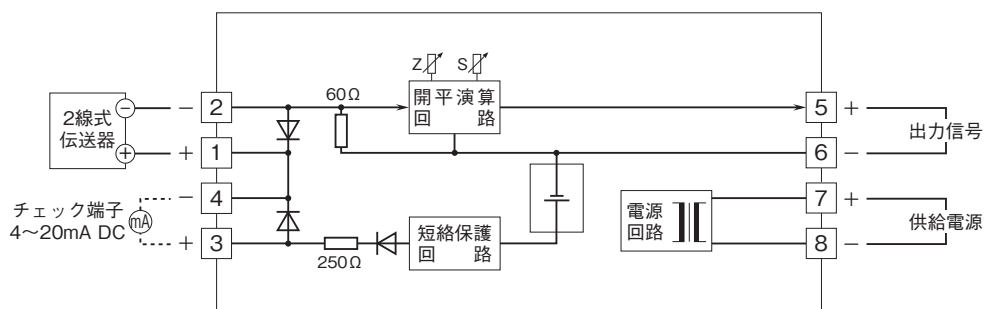 Z
S
60Ω
開平演算
回路
2線式
伝送器
−
+
−
+
2
1
4
3
チェック端子
4〜20mA DC
mA
−
+
250Ω
短絡保護
回路
電源
回路
5
6
7
8
+
−
+
−
出力信号
供給電源